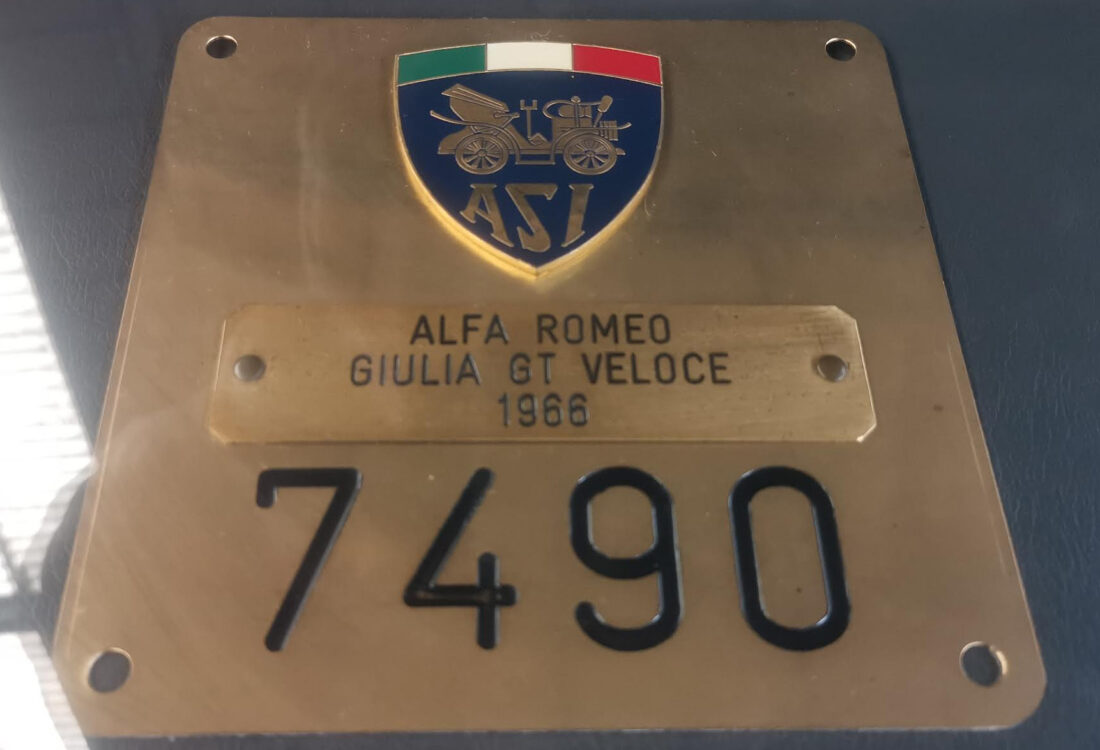 ASI
ALFA ROMEO
GIULIA GT VELOCE
1966
7490